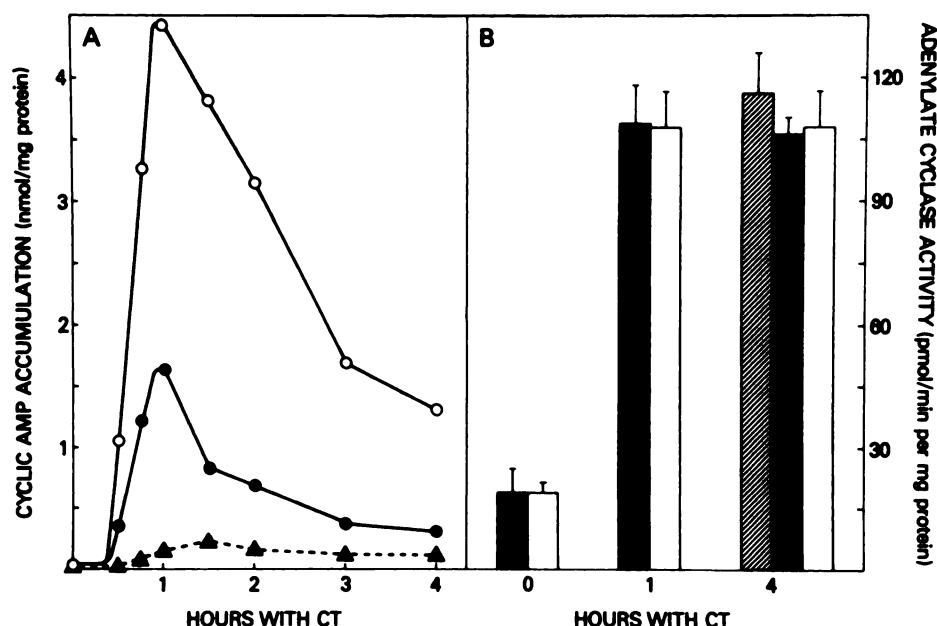 A
B
CYCLIC AMP ACCUMULATION (nmol/mg protein)
4
3
2
1
1 2 3 4
HOURS WITH CT
0 1 4
HOURS WITH CT
120
90
60
30
ADENYLATE CYCLASE ACTIVITY (pmol/min per mg protein)